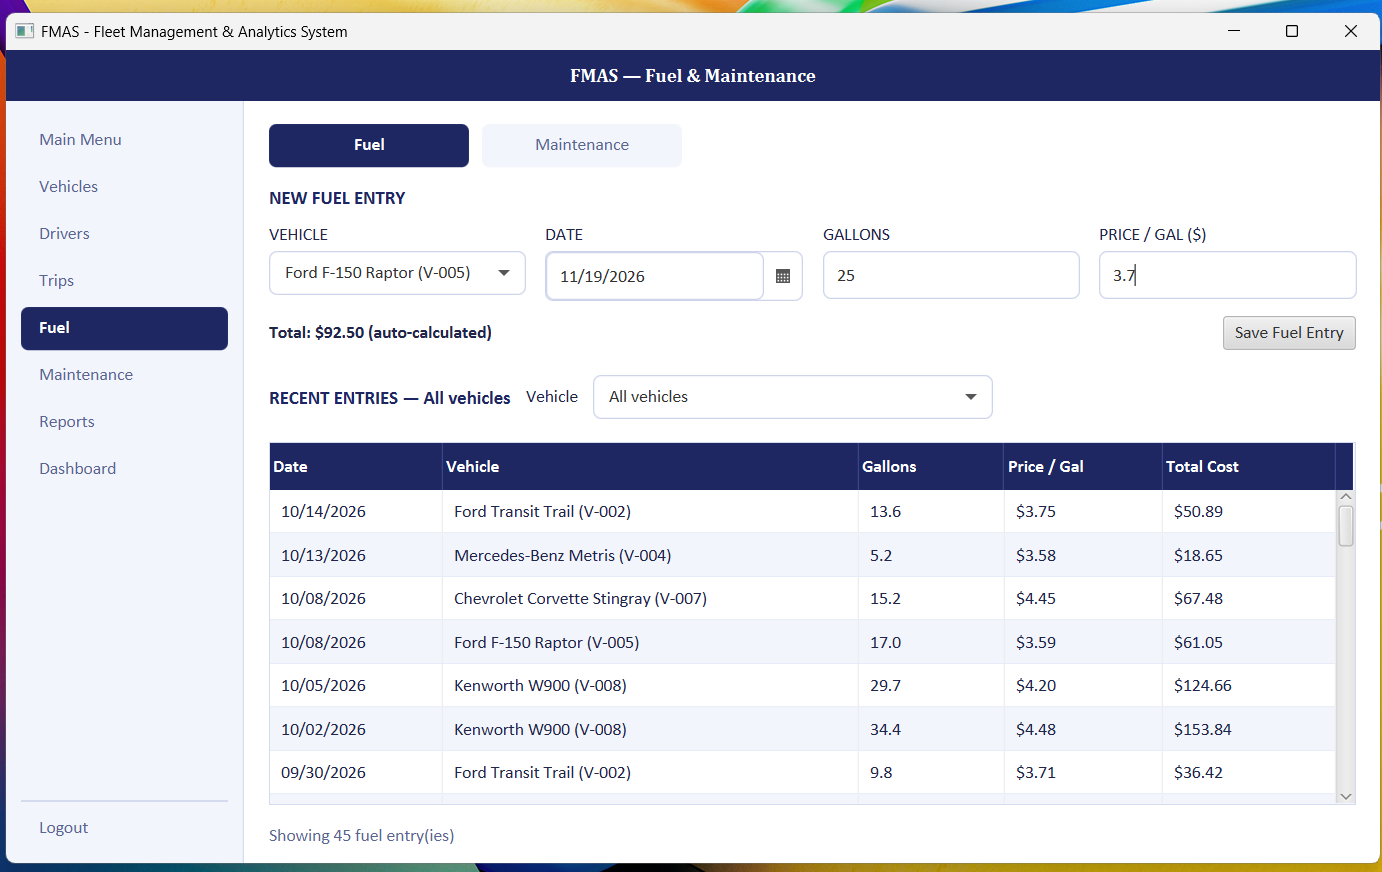 FMAS - Fleet Management & Analytics System
FMAS — Fuel & Maintenance
Main Menu
Vehicles
Drivers
Trips
Fuel
Maintenance
Reports
Dashboard
Logout
Fuel Maintenance
NEW FUEL ENTRY
VEHICLE DATE GALLONS PRICE / GAL ($)
Ford F-150 Raptor (V-005) 11/19/2026 25 3.7
Total: $92.50 (auto-calculated) Save Fuel Entry
RECENT ENTRIES — All vehicles Vehicle All vehicles
Date Vehicle Gallons Price / Gal Total Cost
10/14/2026 Ford Transit Trail (V-002) 13.6 $3.75 $50.89
10/13/2026 Mercedes-Benz Metris (V-004) 5.2 $3.58 $18.65
10/08/2026 Chevrolet Corvette Stingray (V-007) 15.2 $4.45 $67.48
10/08/2026 Ford F-150 Raptor (V-005) 17.0 $3.59 $61.05
10/05/2026 Kenworth W900 (V-008) 29.7 $4.20 $124.66
10/02/2026 Kenworth W900 (V-008) 34.4 $4.48 $153.84
09/30/2026 Ford Transit Trail (V-002) 9.8 $3.71 $36.42
Showing 45 fuel entry(ies)